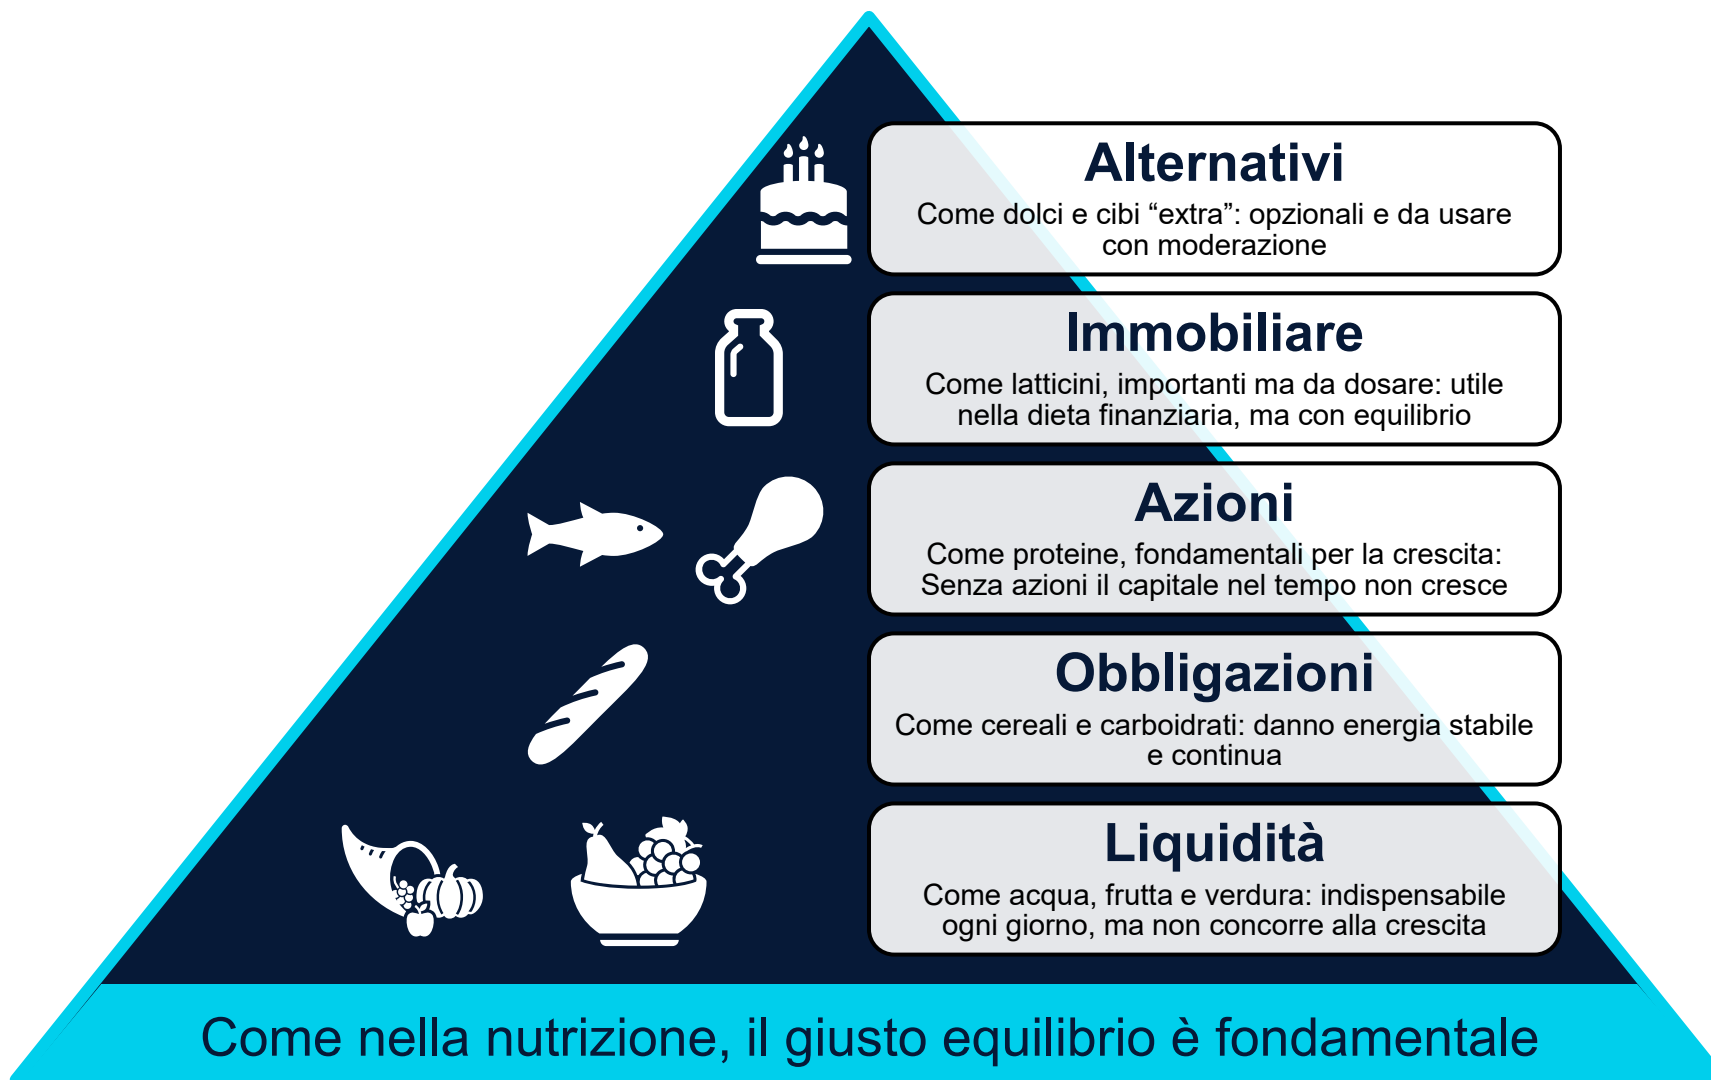 Alternativi
Come dolci e cibi “extra”: opzionali e da usare
con moderazione
Immobiliare
Come latticini, importanti ma da dosare: utile
nella dieta finanziaria, ma con equilibrio
Azioni
Come proteine, fondamentali per la crescita:
Senza azioni il capitale nel tempo non cresce
Obbligazioni
Come cereali e carboidrati: danno energia stabile
e continua
Liquidità
Come acqua, frutta e verdura: indispensabile
ogni giorno, ma non concorre alla crescita
Come nella nutrizione, il giusto equilibrio è fondamentale